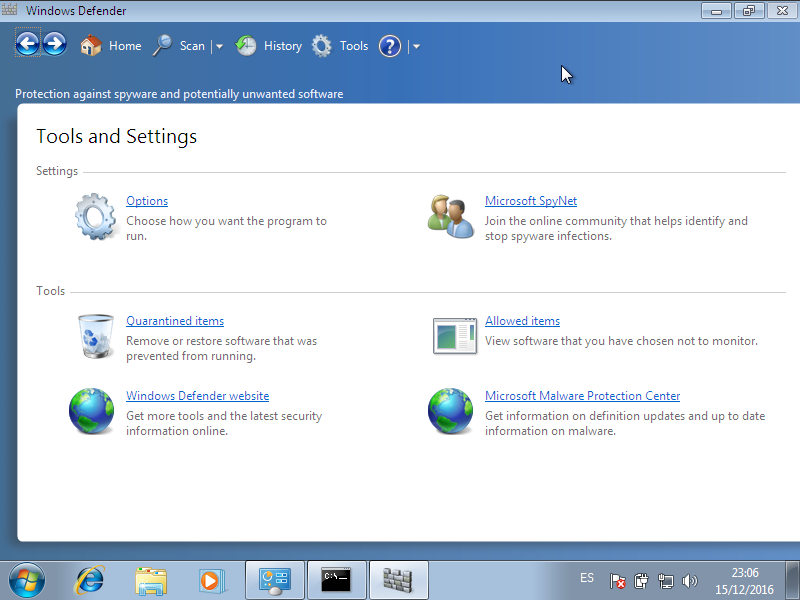 Windows Defender
Home
Scan
History
Tools
?
Protection against spyware and potentially unwanted software
Tools and Settings
Settings
Options
Choose how you want the program to
run.
Microsoft SpyNet
Join the online community that helps identify and
stop spyware infections.
Tools
Quarantined items
Remove or restore software that was
prevented from running.
Allowed items
View software that you have chosen not to monitor.
Windows Defender website
Get more tools and the latest security
information online.
Microsoft Malware Protection Center
Get information on definition updates and up to date
information on malware.
C:\_
ES
23:06
15/12/2016